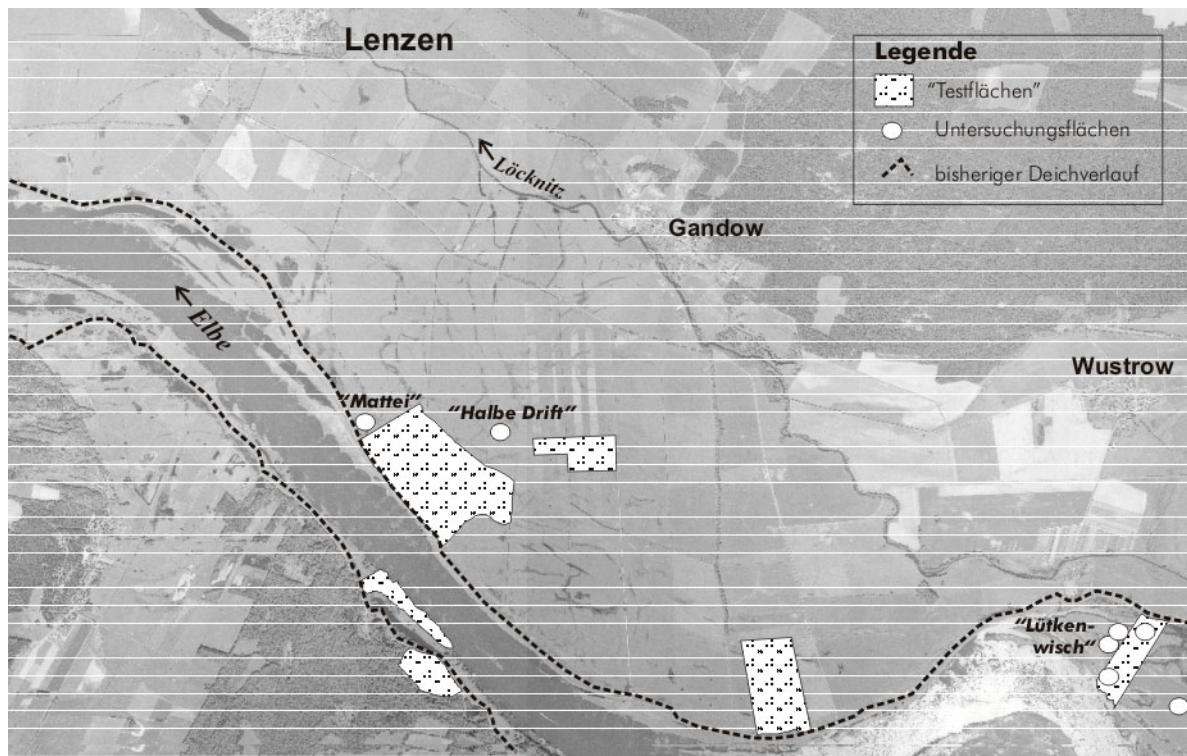 Lenzen
Legende
"Testflächen"
Untersuchungsflächen
bisheriger Deichverlauf
Löcknitz
Gandow
Elbe
Wustrow
"Mattei"
"Halbe Drift"
"Lütken-
wisch"